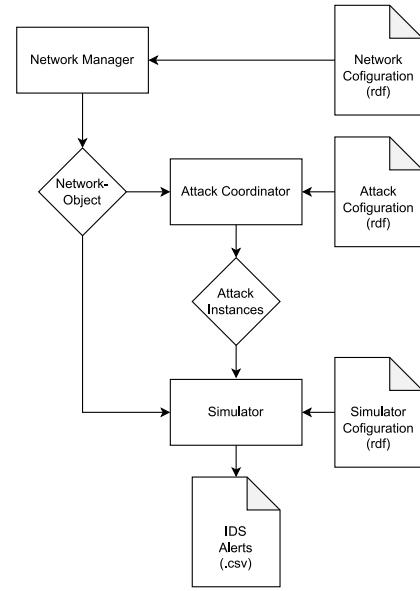 Network Manager
Network
Cofiguration
(rdf)
Network-
Object
Attack Coordinator
Attack
Cofiguration
(rdf)
Attack
Instances
Simulator
Simulator
Cofiguration
(rdf)
IDS
Alerts
(.csv)